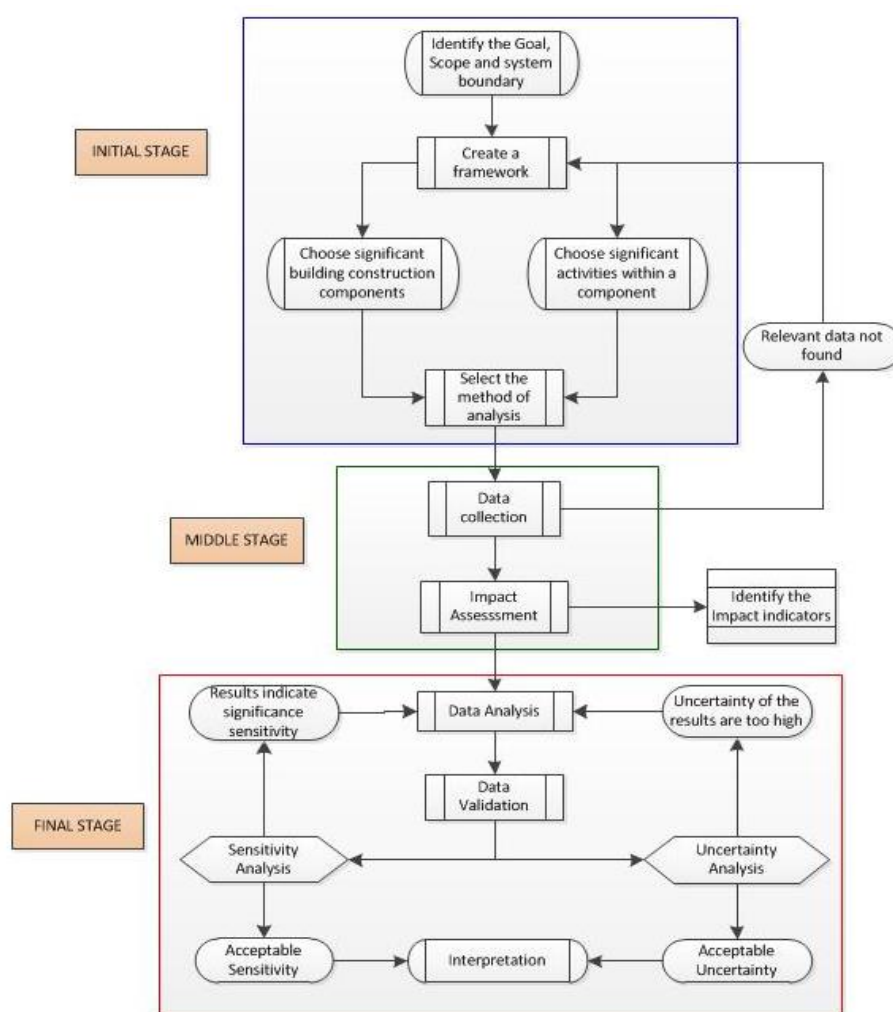 Identify the Goal,
Scope and system
boundary
INITIAL STAGE
Create a
framework
Choose significant
building construction
components
Choose significant
activities within a
component
Relevant data not
found
Select the
method of
analysis
Data
collection
MIDDLE STAGE
Impact
Assesssment
Identify the
Impact indicators
Results indicate
significance
sensitivity
Data Analysis
Uncertainty of the
results are too high
Data
Validation
FINAL STAGE
Sensitivity
Analysis
Uncertainty
Analysis
Acceptable
Sensitivity
Interpretation
Acceptable
Uncertainty